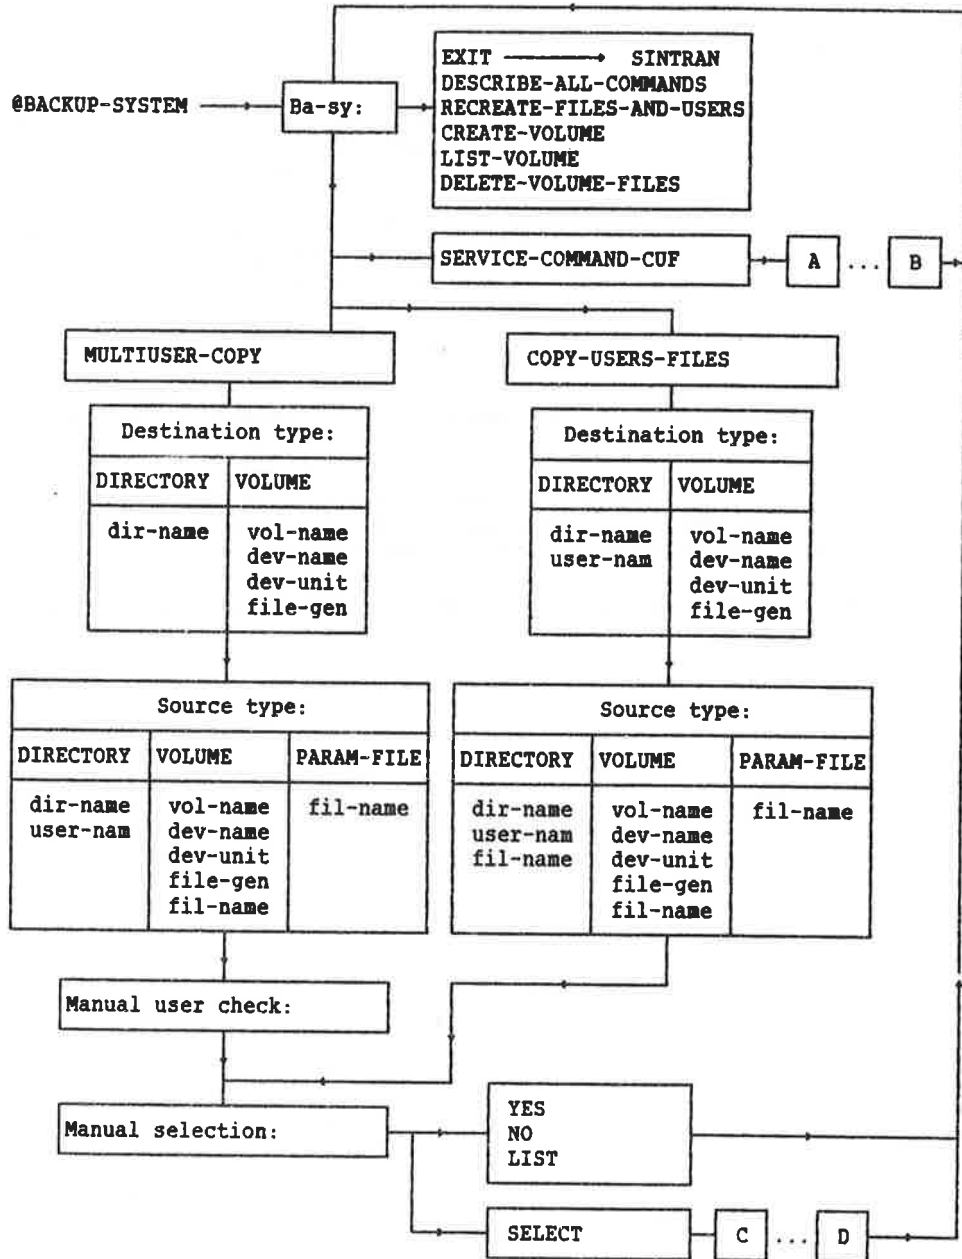 EXIT → SINTRAN
DESCRIBE-ALL-COMMANDS
@BACKUP-SYSTEM Ba-sy: RECREATE-FILES-AND-USERS
CREATE-VOLUME
LIST-VOLUME
DELETE-VOLUME-FILES
SERVICE-COMMAND-CUF A ... B
MULTIUSER-COPY COPY-USERS-FILES
Destination type: Destination type:
DIRECTORY VOLUME DIRECTORY VOLUME
dir-name vol-name dir-name vol-name
dev-name user-nam dev-name
dev-unit dev-unit
file-gen file-gen
Source type: Source type:
DIRECTORY VOLUME PARAM-FILE DIRECTORY VOLUME PARAM-FILE
dir-name vol-name fil-name dir-name vol-name fil-name
user-nam dev-name user-nam dev-name
dev-unit fil-name dev-unit
file-gen file-gen
fil-name fil-name
Manual user check:
YES
Manual selection: NO
LIST
SELECT C ... D